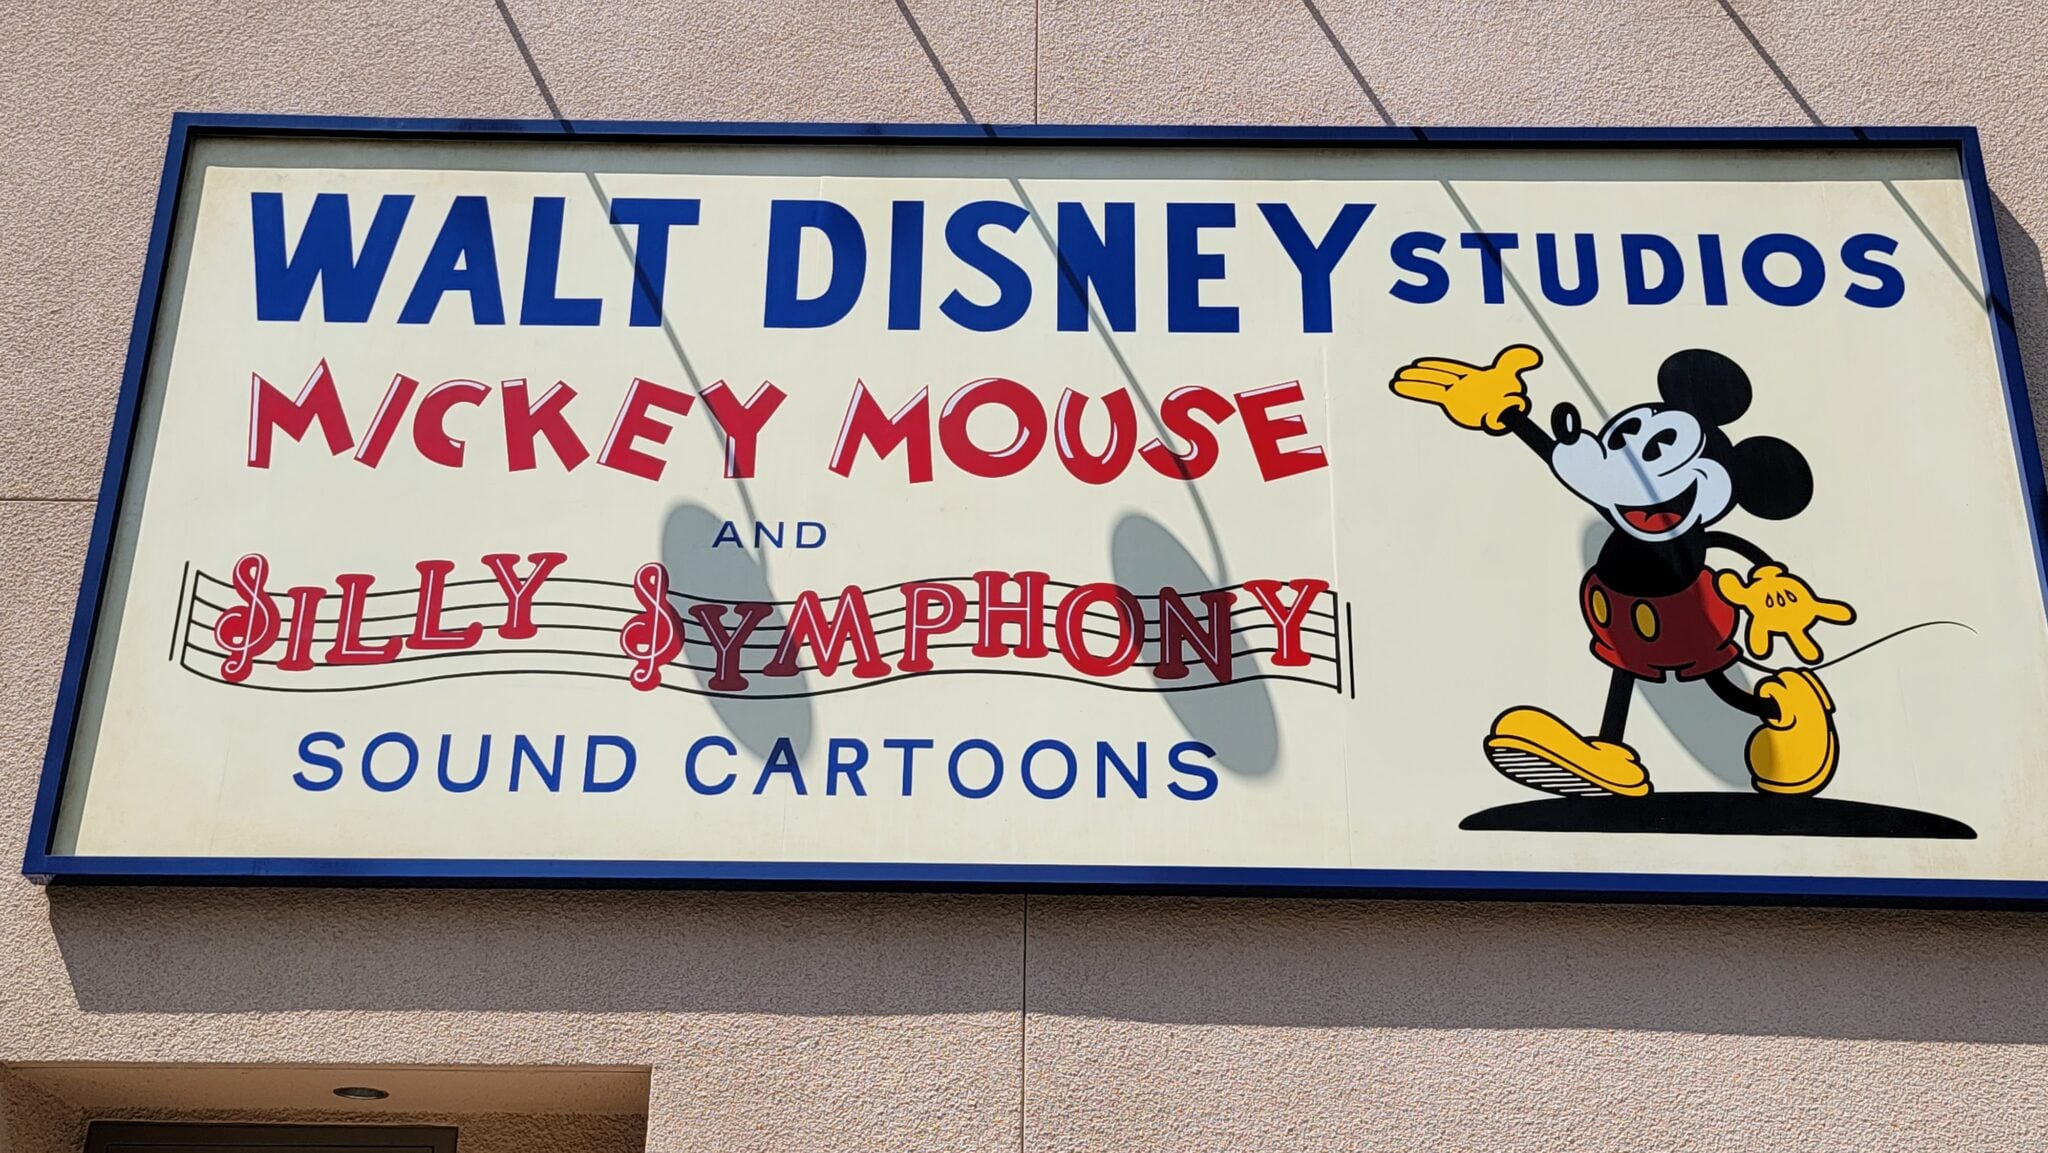 WALT DISNEY STUDIOS
MICKEY MOUSE
AND
SILLY SYMPHONY
SOUND CARTOONS